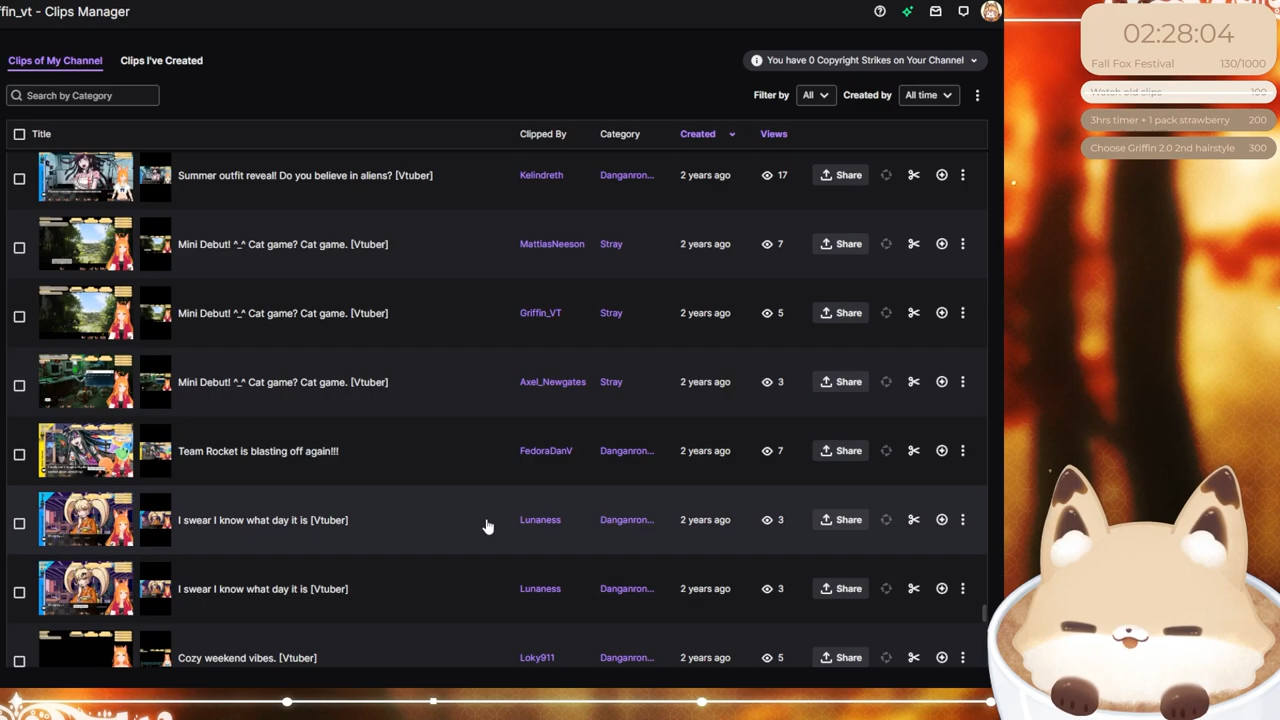 ffin_vt - Clips Manager
Clips of My Channel
Clips I've Created
You have 0 Copyright Strikes on Your Channel
Search by Category
Filter by
All
Created by
All time
Title
Clipped By
Category
Created
Views
Summer outfit reveal! Do you believe in aliens? [Vtuber]
Kelindreth
Danganron...
2 years ago
17
Share
Mini Debut! ^_^ Cat game? Cat game. [Vtuber]
MattiasNeeson
Stray
2 years ago
7
Share
Mini Debut! ^_^ Cat game? Cat game. [Vtuber]
Griffin_VT
Stray
2 years ago
5
Share
Mini Debut! ^_^ Cat game? Cat game. [Vtuber]
Axel_Newgates
Stray
2 years ago
3
Share
Team Rocket is blasting off again!!!
FedoraDanV
Danganron...
2 years ago
7
Share
I swear I know what day it is [Vtuber]
Lunaness
Danganron...
2 years ago
3
Share
I swear I know what day it is [Vtuber]
Lunaness
Danganron...
2 years ago
3
Share
Cozy weekend vibes. [Vtuber]
Loky911
Danganron...
2 years ago
5
Share
02:28:04
Fall Fox Festival 130/1000
Watch old clips 100
3hrs timer + 1 pack strawberry 200
Choose Griffin 2.0 2nd hairstyle 300